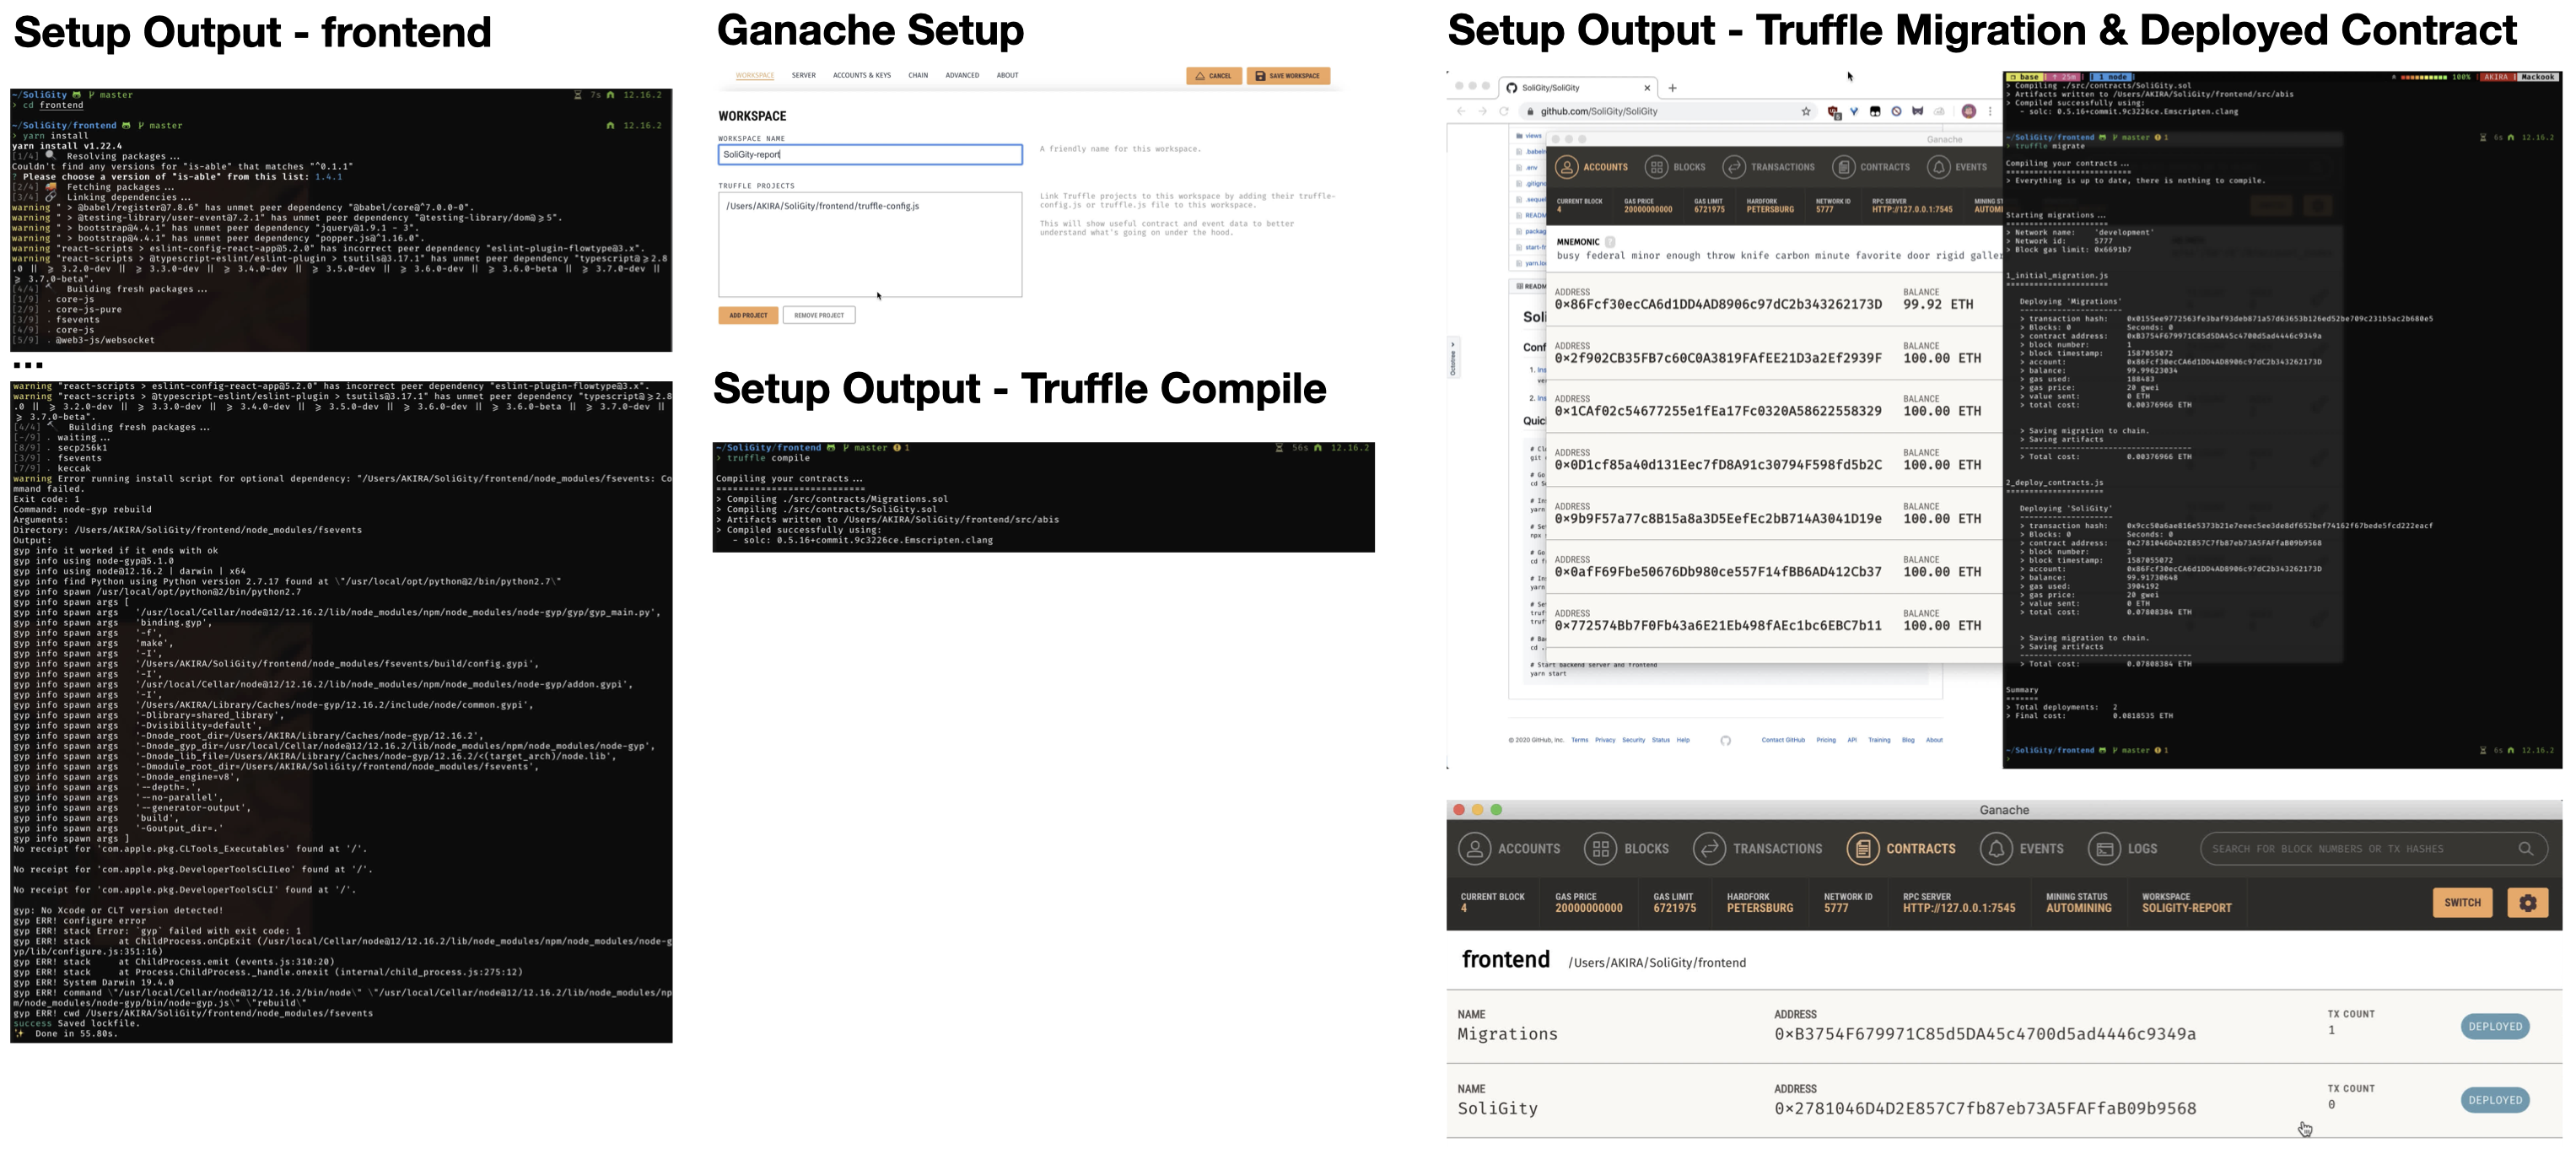 Setup Output - frontend
~/SoliGity master 7s 12.16.2
› cd frontend
~/SoliGity/frontend master 12.16.2
› yarn install
yarn install v1.22.4
[1/4] Resolving packages ...
Couldn't find any versions for "is-able" that matches "^0.1.1"
? Please choose a version of "is-able" from this list: 1.4.1
[2/4] Fetching packages ...
[3/4] Linking dependencies ...
warning " > @babel/register@7.8.6" has unmet peer dependency "@babel/core@^7.0.0-0".
warning " > @testing-library/user-event@7.2.1" has unmet peer dependency "@testing-library/dom@≥5".
warning " > bootstrap@4.4.1" has unmet peer dependency "jquery@1.9.1 - 3".
warning " > bootstrap@4.4.1" has unmet peer dependency "popper.js@^1.16.0".
warning "react-scripts > eslint-config-react-app@5.2.0" has incorrect peer dependency "eslint-plugin-flowtype@3.x".
warning "react-scripts > @typescript-eslint/eslint-plugin > tsutils@3.17.1" has unmet peer dependency "typescript@≥2.8
.0 || ≥ 3.2.0-dev || ≥ 3.3.0-dev || ≥ 3.4.0-dev || ≥ 3.5.0-dev || ≥ 3.6.0-dev || ≥ 3.6.0-beta || ≥ 3.7.0-dev ||
≥ 3.7.0-beta".
[4/4] Building fresh packages ...
[1/9] . core-js
[2/9] . core-js-pure
[3/9] . fsevents
[4/9] . core-js
[5/9] . @web3-js/websocket
...
warning "react-scripts > eslint-config-react-app@5.2.0" has incorrect peer dependency "eslint-plugin-flowtype@3.x".
warning "react-scripts > @typescript-eslint/eslint-plugin > tsutils@3.17.1" has unmet peer dependency "typescript@≥2.8
.0 || ≥ 3.2.0-dev || ≥ 3.3.0-dev || ≥ 3.4.0-dev || ≥ 3.5.0-dev || ≥ 3.6.0-dev || ≥ 3.6.0-beta || ≥ 3.7.0-dev ||
≥ 3.7.0-beta".
[4/4] Building fresh packages ...
[-/9] . waiting ...
[8/9] . secp256k1
[3/9] . fsevents
[7/9] . keccak
warning Error running install script for optional dependency: "/Users/AKIRA/SoliGity/frontend/node_modules/fsevents: Co
mmand failed.
Exit code: 1
Command: node-gyp rebuild
Arguments:
Directory: /Users/AKIRA/SoliGity/frontend/node_modules/fsevents
Output:
gyp info it worked if it ends with ok
gyp info using node-gyp@5.1.0
gyp info using node@12.16.2 | darwin | x64
gyp info find Python using Python version 2.7.17 found at \"/usr/local/opt/python@2/bin/python2.7\"
gyp info spawn /usr/local/opt/python@2/bin/python2.7
gyp info spawn args [
gyp info spawn args '/usr/local/Cellar/node@12/12.16.2/lib/node_modules/npm/node_modules/node-gyp/gyp/gyp_main.py',
gyp info spawn args 'binding.gyp',
gyp info spawn args '-f',
gyp info spawn args 'make',
gyp info spawn args '-I',
gyp info spawn args '/Users/AKIRA/SoliGity/frontend/node_modules/fsevents/build/config.gypi',
gyp info spawn args '-I',
gyp info spawn args '/usr/local/Cellar/node@12/12.16.2/lib/node_modules/npm/node_modules/node-gyp/addon.gypi',
gyp info spawn args '-I',
gyp info spawn args '/Users/AKIRA/Library/Caches/node-gyp/12.16.2/include/node/common.gypi',
gyp info spawn args '-Dlibrary=shared_library',
gyp info spawn args '-Dvisibility=default',
gyp info spawn args '-Dnode_root_dir=/Users/AKIRA/Library/Caches/node-gyp/12.16.2',
gyp info spawn args '-Dnode_gyp_dir=/usr/local/Cellar/node@12/12.16.2/lib/node_modules/npm/node_modules/node-gyp',
gyp info spawn args '-Dnode_lib_file=/Users/AKIRA/Library/Caches/node-gyp/12.16.2/<(target_arch)/node.lib',
gyp info spawn args '-Dmodule_root_dir=/Users/AKIRA/SoliGity/frontend/node_modules/fsevents',
gyp info spawn args '-Dnode_engine=v8',
gyp info spawn args '--depth=.',
gyp info spawn args '--no-parallel',
gyp info spawn args '--generator-output',
gyp info spawn args 'build',
gyp info spawn args '-Goutput_dir=.'
gyp info spawn args ]
No receipt for 'com.apple.pkg.CLTools_Executables' found at '/'.
No receipt for 'com.apple.pkg.DeveloperToolsCLILeo' found at '/'.
No receipt for 'com.apple.pkg.DeveloperToolsCLI' found at '/'.
gyp: No Xcode or CLT version detected!
gyp ERR! configure error
gyp ERR! stack Error: `gyp` failed with exit code: 1
gyp ERR! stack at ChildProcess.onCpExit (/usr/local/Cellar/node@12/12.16.2/lib/node_modules/npm/node_modules/node-g
yp/lib/configure.js:351:16)
gyp ERR! stack at ChildProcess.emit (events.js:310:20)
gyp ERR! stack at Process.ChildProcess._handle.onexit (internal/child_process.js:275:12)
gyp ERR! System Darwin 19.4.0
gyp ERR! command \"/usr/local/Cellar/node@12/12.16.2/bin/node\" \"/usr/local/Cellar/node@12/12.16.2/lib/node_modules/np
m/node_modules/node-gyp/bin/node-gyp.js\" \"rebuild\"
gyp ERR! cwd /Users/AKIRA/SoliGity/frontend/node_modules/fsevents
success Saved lockfile.
Done in 55.80s.
Ganache Setup
WORKSPACE SERVER ACCOUNTS & KEYS CHAIN ADVANCED ABOUT CANCEL SAVE WORKSPACE
WORKSPACE
WORKSPACE NAME
SoliGity-report
A friendly name for this workspace.
TRUFFLE PROJECTS
/Users/AKIRA/SoliGity/frontend/truffle-config.js
Link Truffle projects to this workspace by adding their truffle-
config.js or truffle.js file to this workspace.
This will show useful contract and event data to better
understand what's going on under the hood.
ADD PROJECT REMOVE PROJECT
Setup Output - Truffle Compile
~/SoliGity/frontend master 1 56s 12.16.2
› truffle compile
Compiling your contracts ...
===========================
> Compiling ./src/contracts/Migrations.sol
> Compiling ./src/contracts/SoliGity.sol
> Artifacts written to /Users/AKIRA/SoliGity/frontend/src/abis
> Compiled successfully using:
- solc: 0.5.16+commit.9c3226ce.Emscripten.clang
Setup Output - Truffle Migration & Deployed Contract
SoliGity/SoliGity
github.com/SoliGity/SoliGity
views
.env
README
Octotree
Soli
Conf
Quic
# Start backend server and frontend
yarn start
© 2020 GitHub, Inc. Terms Privacy Security Status Help Contact GitHub Pricing API Training Blog About
Ganache
ACCOUNTS BLOCKS TRANSACTIONS CONTRACTS EVENTS
CURRENT BLOCK GAS PRICE GAS LIMIT HARDFORK NETWORK ID RPC SERVER MINING ST
4 20000000000 6721975 PETERSBURG 5777 HTTP://127.0.0.1:7545 AUTOMI
MNEMONIC ?
busy federal minor enough throw knife carbon minute favorite door rigid galler
ADDRESS BALANCE
0×86Fcf30ecCA6d1DD4AD8906c97dC2b343262173D 99.92 ETH
ADDRESS BALANCE
0×2f902CB35FB7c60C0A3819FAfEE21D3a2Ef2939F 100.00 ETH
ADDRESS BALANCE
0×1CAf02c54677255e1fEa17Fc0320A58622558329 100.00 ETH
ADDRESS BALANCE
0×0D1cf85a40d131Eec7fD8A91c30794F598fd5b2C 100.00 ETH
ADDRESS BALANCE
0×9b9F57a77c8B15a8a3D5EefEc2bB714A3041D19e 100.00 ETH
ADDRESS BALANCE
0×0afF69Fbe50676Db980ce557F14fBB6AD412Cb37 100.00 ETH
ADDRESS BALANCE
0×772574Bb7F0Fb43a6E21Eb498fAEc1bc6EBC7b11 100.00 ETH
base 25m 1 node 100% AKIRA Mackook
> Compiling ./src/contracts/SoliGity.sol
> Artifacts written to /Users/AKIRA/SoliGity/frontend/src/abis
> Compiled successfully using:
- solc: 0.5.16+commit.9c3226ce.Emscripten.clang
~/SoliGity/frontend master 1 6s 12.16.2
› truffle migrate
Compiling your contracts ...
===========================
> Everything is up to date, there is nothing to compile.
Starting migrations ...
======================
> Network name: 'development'
> Network id: 5777
> Block gas limit: 0x6691b7
1_initial_migration.js
======================
Deploying 'Migrations'
----------------------
> transaction hash: 0x0155ee9772563fe3baf93deb871a57d63653b126ed52be709c231b5ac2b680e5
> Blocks: 0 Seconds: 0
> contract address: 0xB3754F679971C85d5DA45c4700d5ad4446c9349a
> block number: 1
> block timestamp: 1587055072
> account: 0x86Fcf30ecCA6d1DD4AD8906c97dC2b343262173D
> balance: 99.99623034
> gas used: 188483
> gas price: 20 gwei
> value sent: 0 ETH
> total cost: 0.00376966 ETH
> Saving migration to chain.
> Saving artifacts
-------------------------------------
> Total cost: 0.00376966 ETH
2_deploy_contracts.js
=====================
Deploying 'SoliGity'
--------------------
> transaction hash: 0x9cc50a6ae816e5373b21e7eeec5ee3de8df652bef74162f67bede5fcd222eacf
> Blocks: 0 Seconds: 0
> contract address: 0x2781046D4D2E857C7fb87eb73A5FAFfaB09b9568
> block number: 3
> block timestamp: 1587055072
> account: 0x86Fcf30ecCA6d1DD4AD8906c97dC2b343262173D
> balance: 99.91730648
> gas used: 3904192
> gas price: 20 gwei
> value sent: 0 ETH
> total cost: 0.07808384 ETH
> Saving migration to chain.
> Saving artifacts
-------------------------------------
> Total cost: 0.07808384 ETH
Summary
=======
> Total deployments: 2
> Final cost: 0.0818535 ETH
~/SoliGity/frontend master 1 6s 12.16.2
›
Ganache
ACCOUNTS BLOCKS TRANSACTIONS CONTRACTS EVENTS LOGS SEARCH FOR BLOCK NUMBERS OR TX HASHES
CURRENT BLOCK GAS PRICE GAS LIMIT HARDFORK NETWORK ID RPC SERVER MINING STATUS WORKSPACE
4 20000000000 6721975 PETERSBURG 5777 HTTP://127.0.0.1:7545 AUTOMINING SOLIGITY-REPORT SWITCH
frontend /Users/AKIRA/SoliGity/frontend
NAME ADDRESS TX COUNT
Migrations 0×B3754F679971C85d5DA45c4700d5ad4446c9349a 1 DEPLOYED
NAME ADDRESS TX COUNT
SoliGity 0×2781046D4D2E857C7fb87eb73A5FAFfaB09b9568 0 DEPLOYED